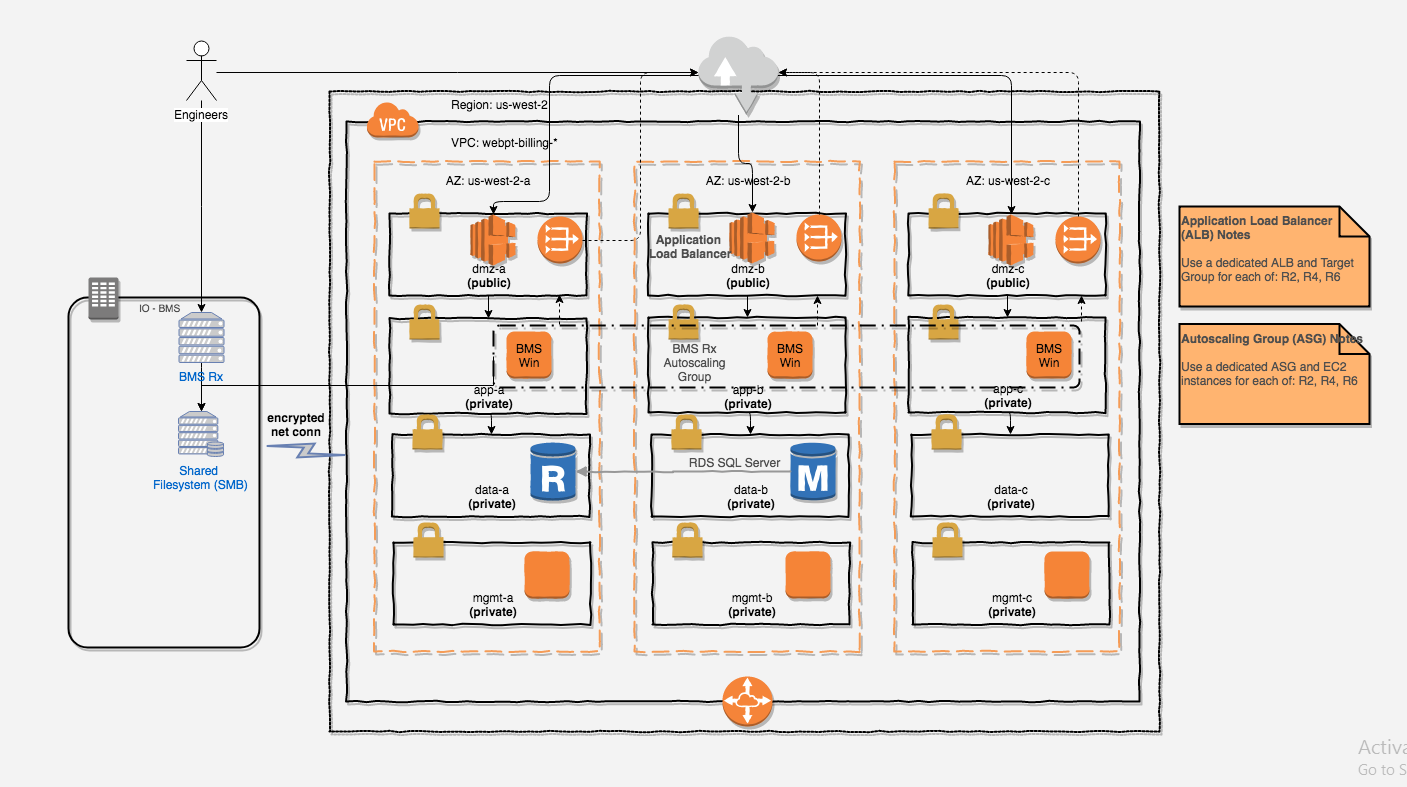 Engineers
Region: us-west-2
VPC
VPC: webpt-billing-*
AZ: us-west-2-a
AZ: us-west-2-b
AZ: us-west-2-c
dmz-a
(public)
Application
Load Balancer
dmz-b
(public)
dmz-c
(public)
Application Load Balancer
(ALB) Notes
Use a dedicated ALB and Target
Group for each of: R2, R4, R6
IO - BMS
BMS Rx
BMS
Win
app-a
(private)
BMS Rx
Autoscaling
Group
BMS
Win
app-b
(private)
BMS
Win
app-c
(private)
Autoscaling Group (ASG) Notes
Use a dedicated ASG and EC2
instances for each of: R2, R4, R6
encrypted
net conn
Shared
Filesystem (SMB)
R
data-a
(private)
RDS SQL Server
M
data-b
(private)
data-c
(private)
mgmt-a
(private)
mgmt-b
(private)
mgmt-c
(private)
Activa
Go to S